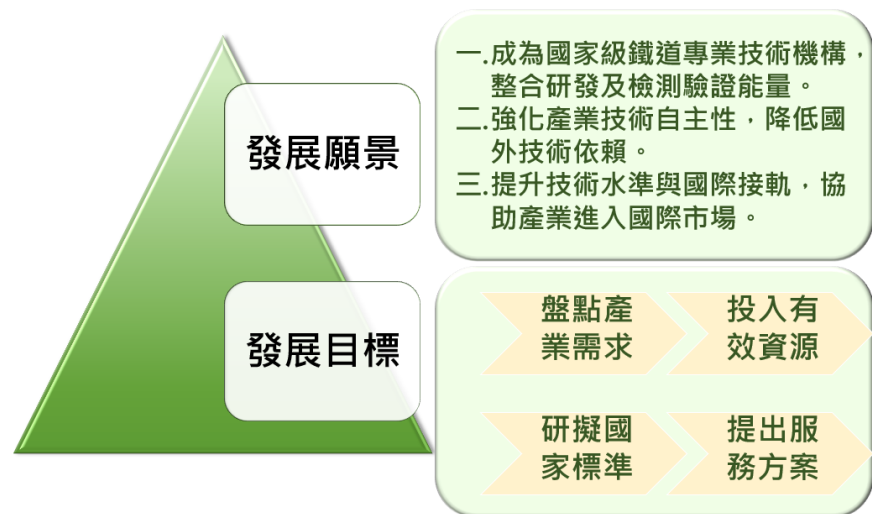 發展願景
一.成為國家級鐵道專業技術機構，
整合研發及檢測驗證能量。
二.強化產業技術自主性，降低國
外技術依賴。
三.提升技術水準與國際接軌，協
助產業進入國際市場。
發展目標
盤點產
業需求
投入有
效資源
研擬國
家標準
提出服
務方案